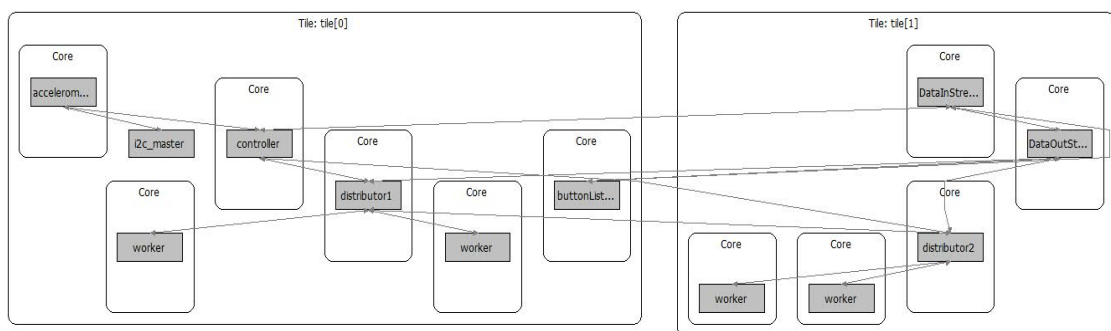 Tile: tile[0]
Tile: tile[1]
Core
accelerom...
i2c_master
Core
controller
Core
distributor1
Core
worker
Core
worker
Core
buttonList...
Core
DataInStre...
Core
DataOutSt...
Core
distributor2
Core
worker
Core
worker